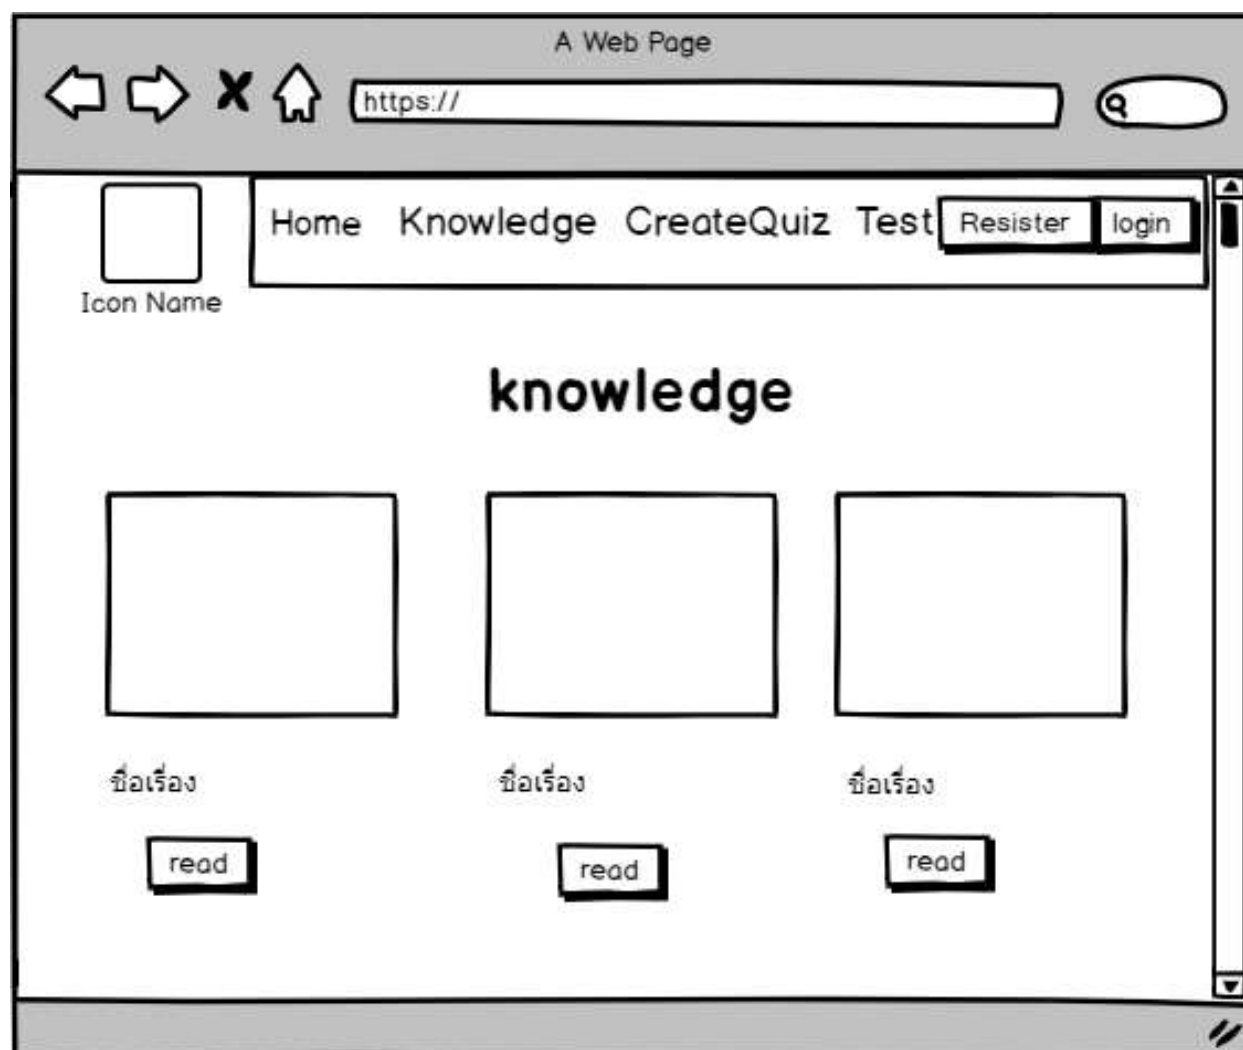 A Web Page
https://
Home Knowledge CreateQuiz Test Resister login
Icon Name
knowledge
ชื่อเรื่อง ชื่อเรื่อง ชื่อเรื่อง
read read read